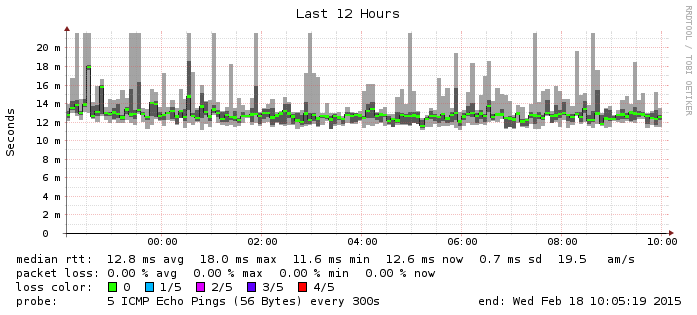 Last 12 Hours
RRDTOOL / TOBI OETIKER
Seconds
20 m
18 m
16 m
14 m
12 m
10 m
8 m
6 m
4 m
2 m
0
00:00 02:00 04:00 06:00 08:00 10:00
median rtt: 12.8 ms avg 18.0 ms max 11.6 ms min 12.6 ms now 0.7 ms sd 19.5 am/s
packet loss: 0.00 % avg 0.00 % max 0.00 % min 0.00 % now
loss color: 0 1/5 2/5 3/5 4/5
probe: 5 ICMP Echo Pings (56 Bytes) every 300s end: Wed Feb 18 10:05:19 2015